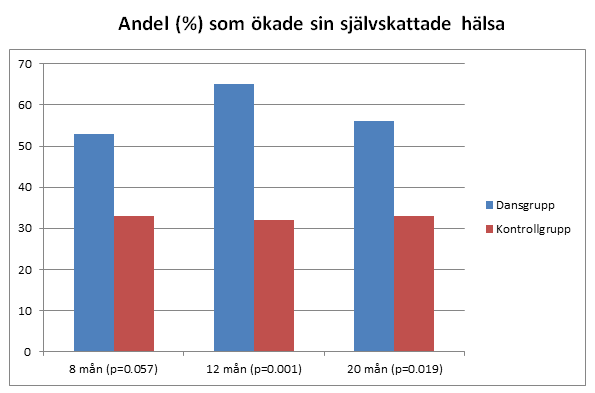 Andel (%) som ökade sin självskattade hälsa
70
60
50
40
30
20
10
0
8 mån (p=0.057)
12 mån (p=0.001)
20 mån (p=0.019)
Dansgrupp
Kontrollgrupp